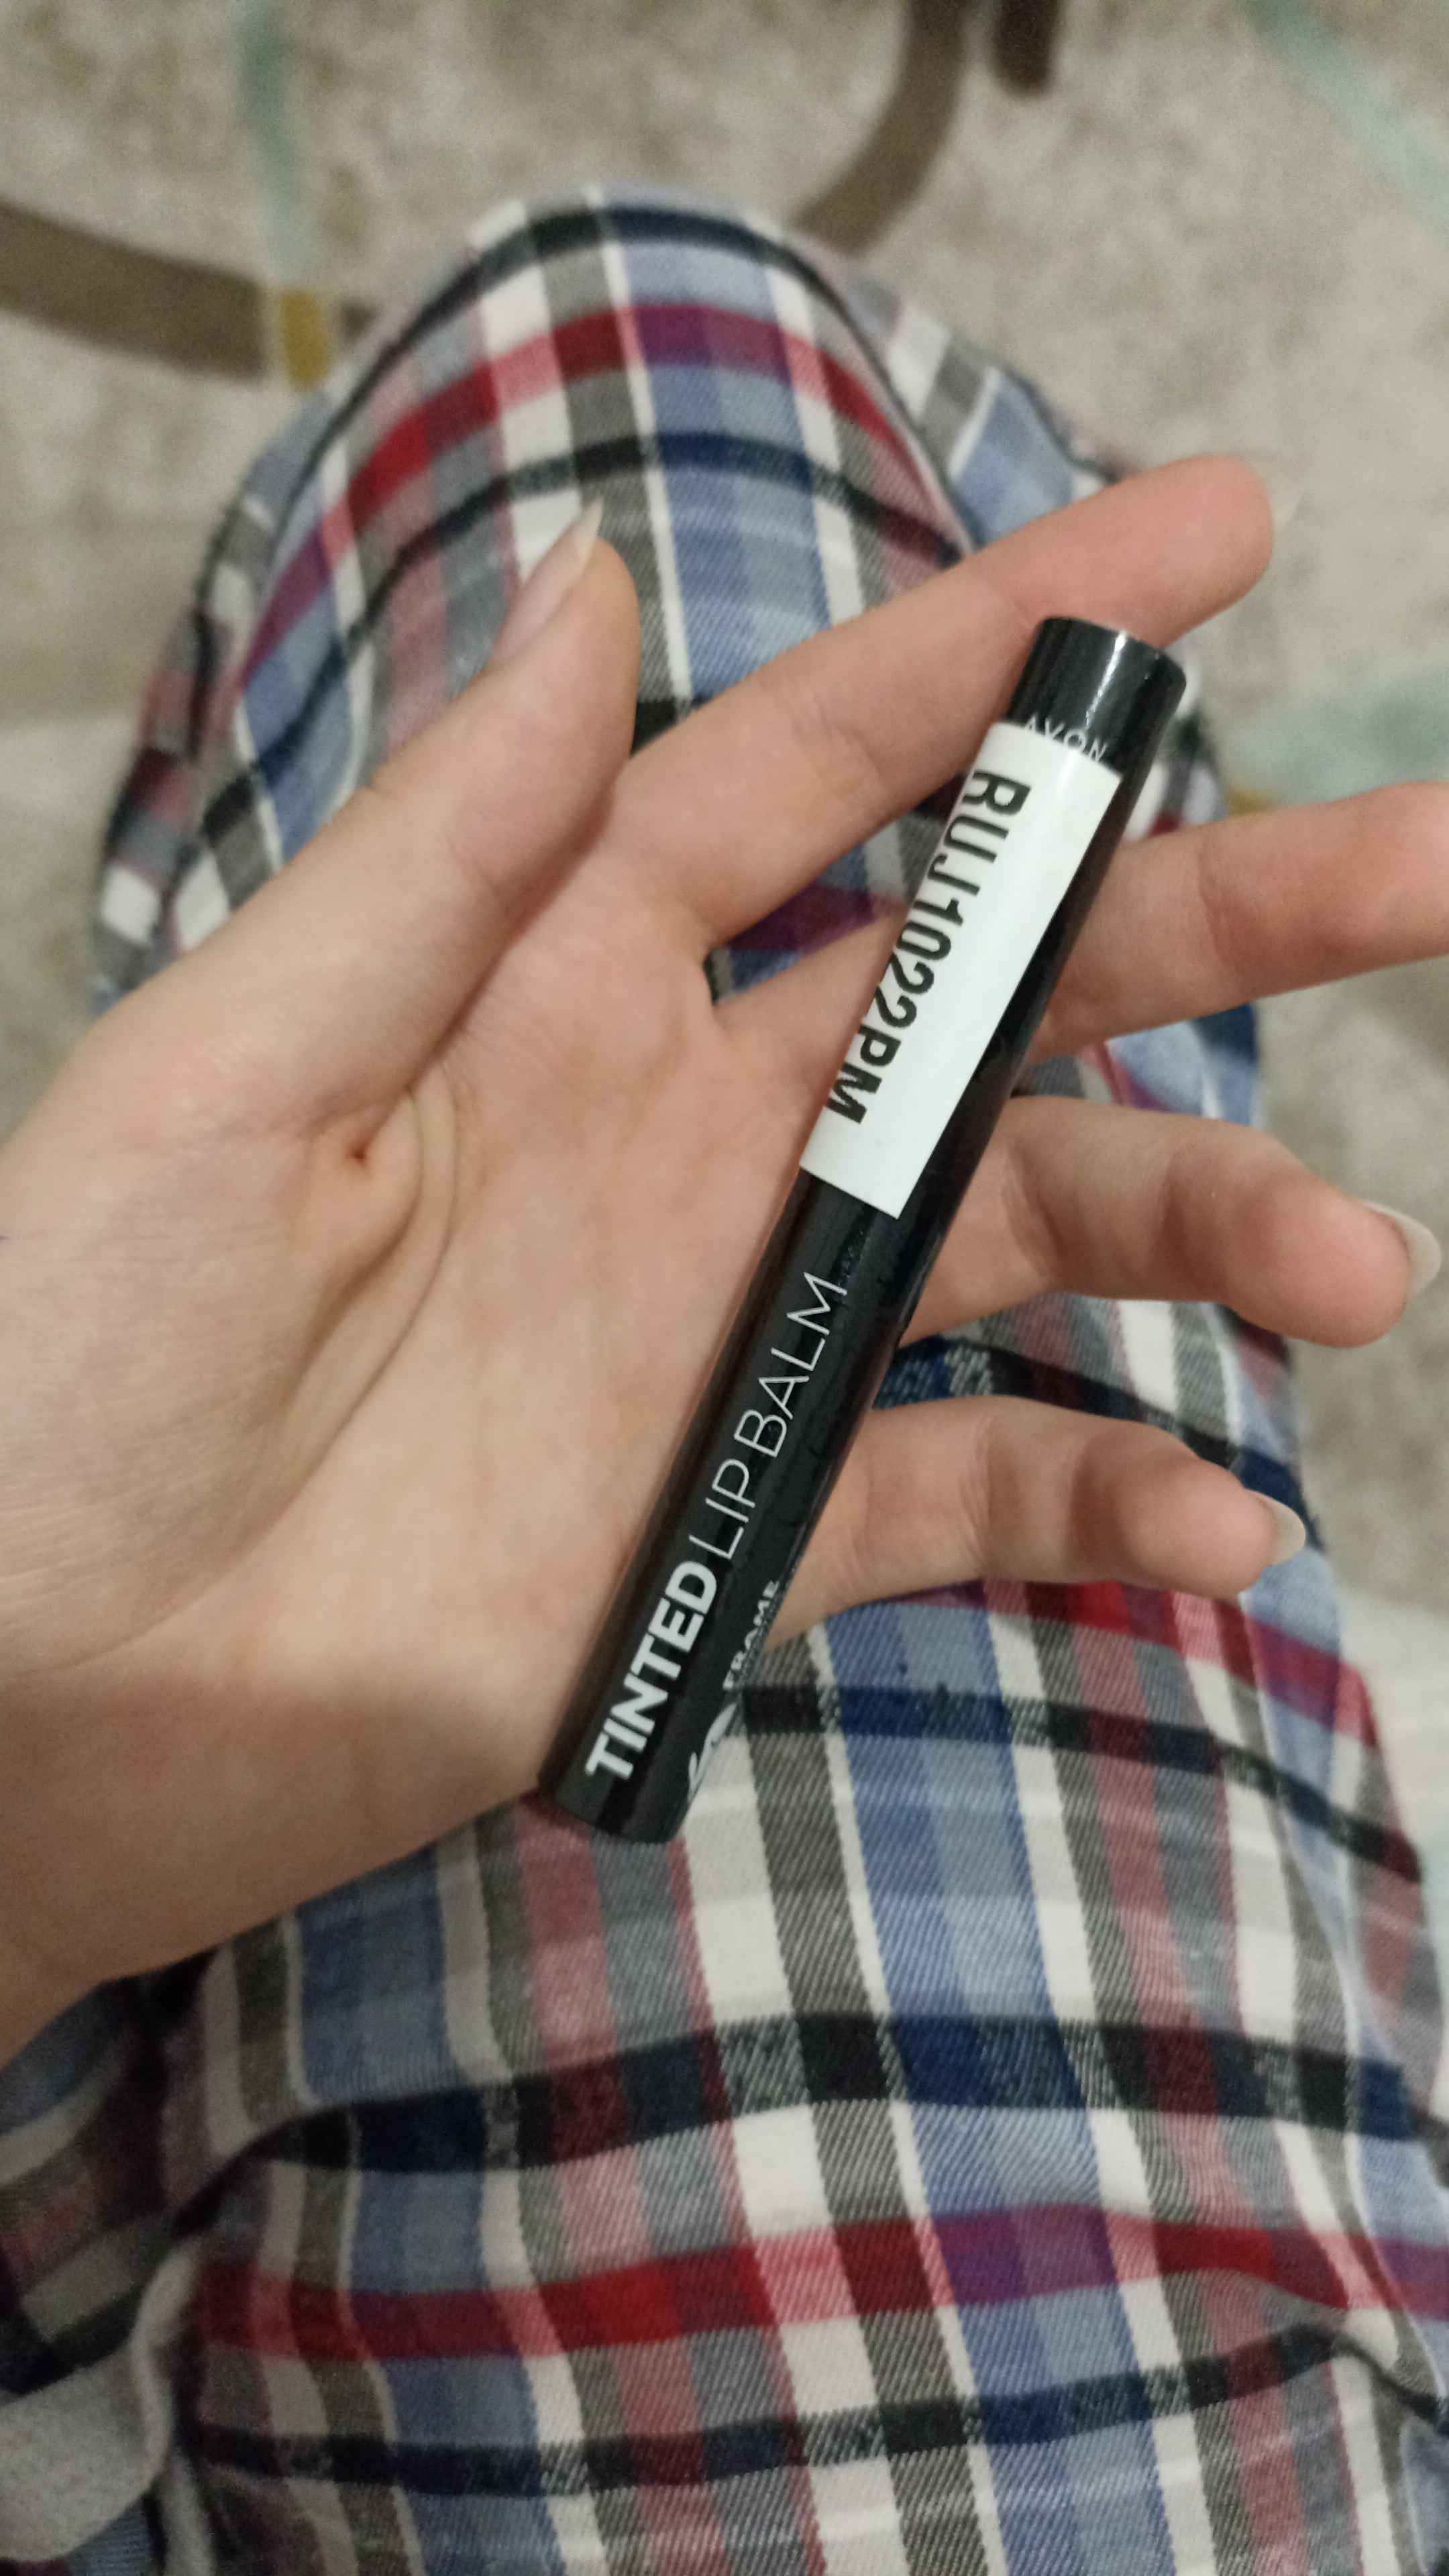 AVON
RUJ1022PM
TINTED LIP BALM